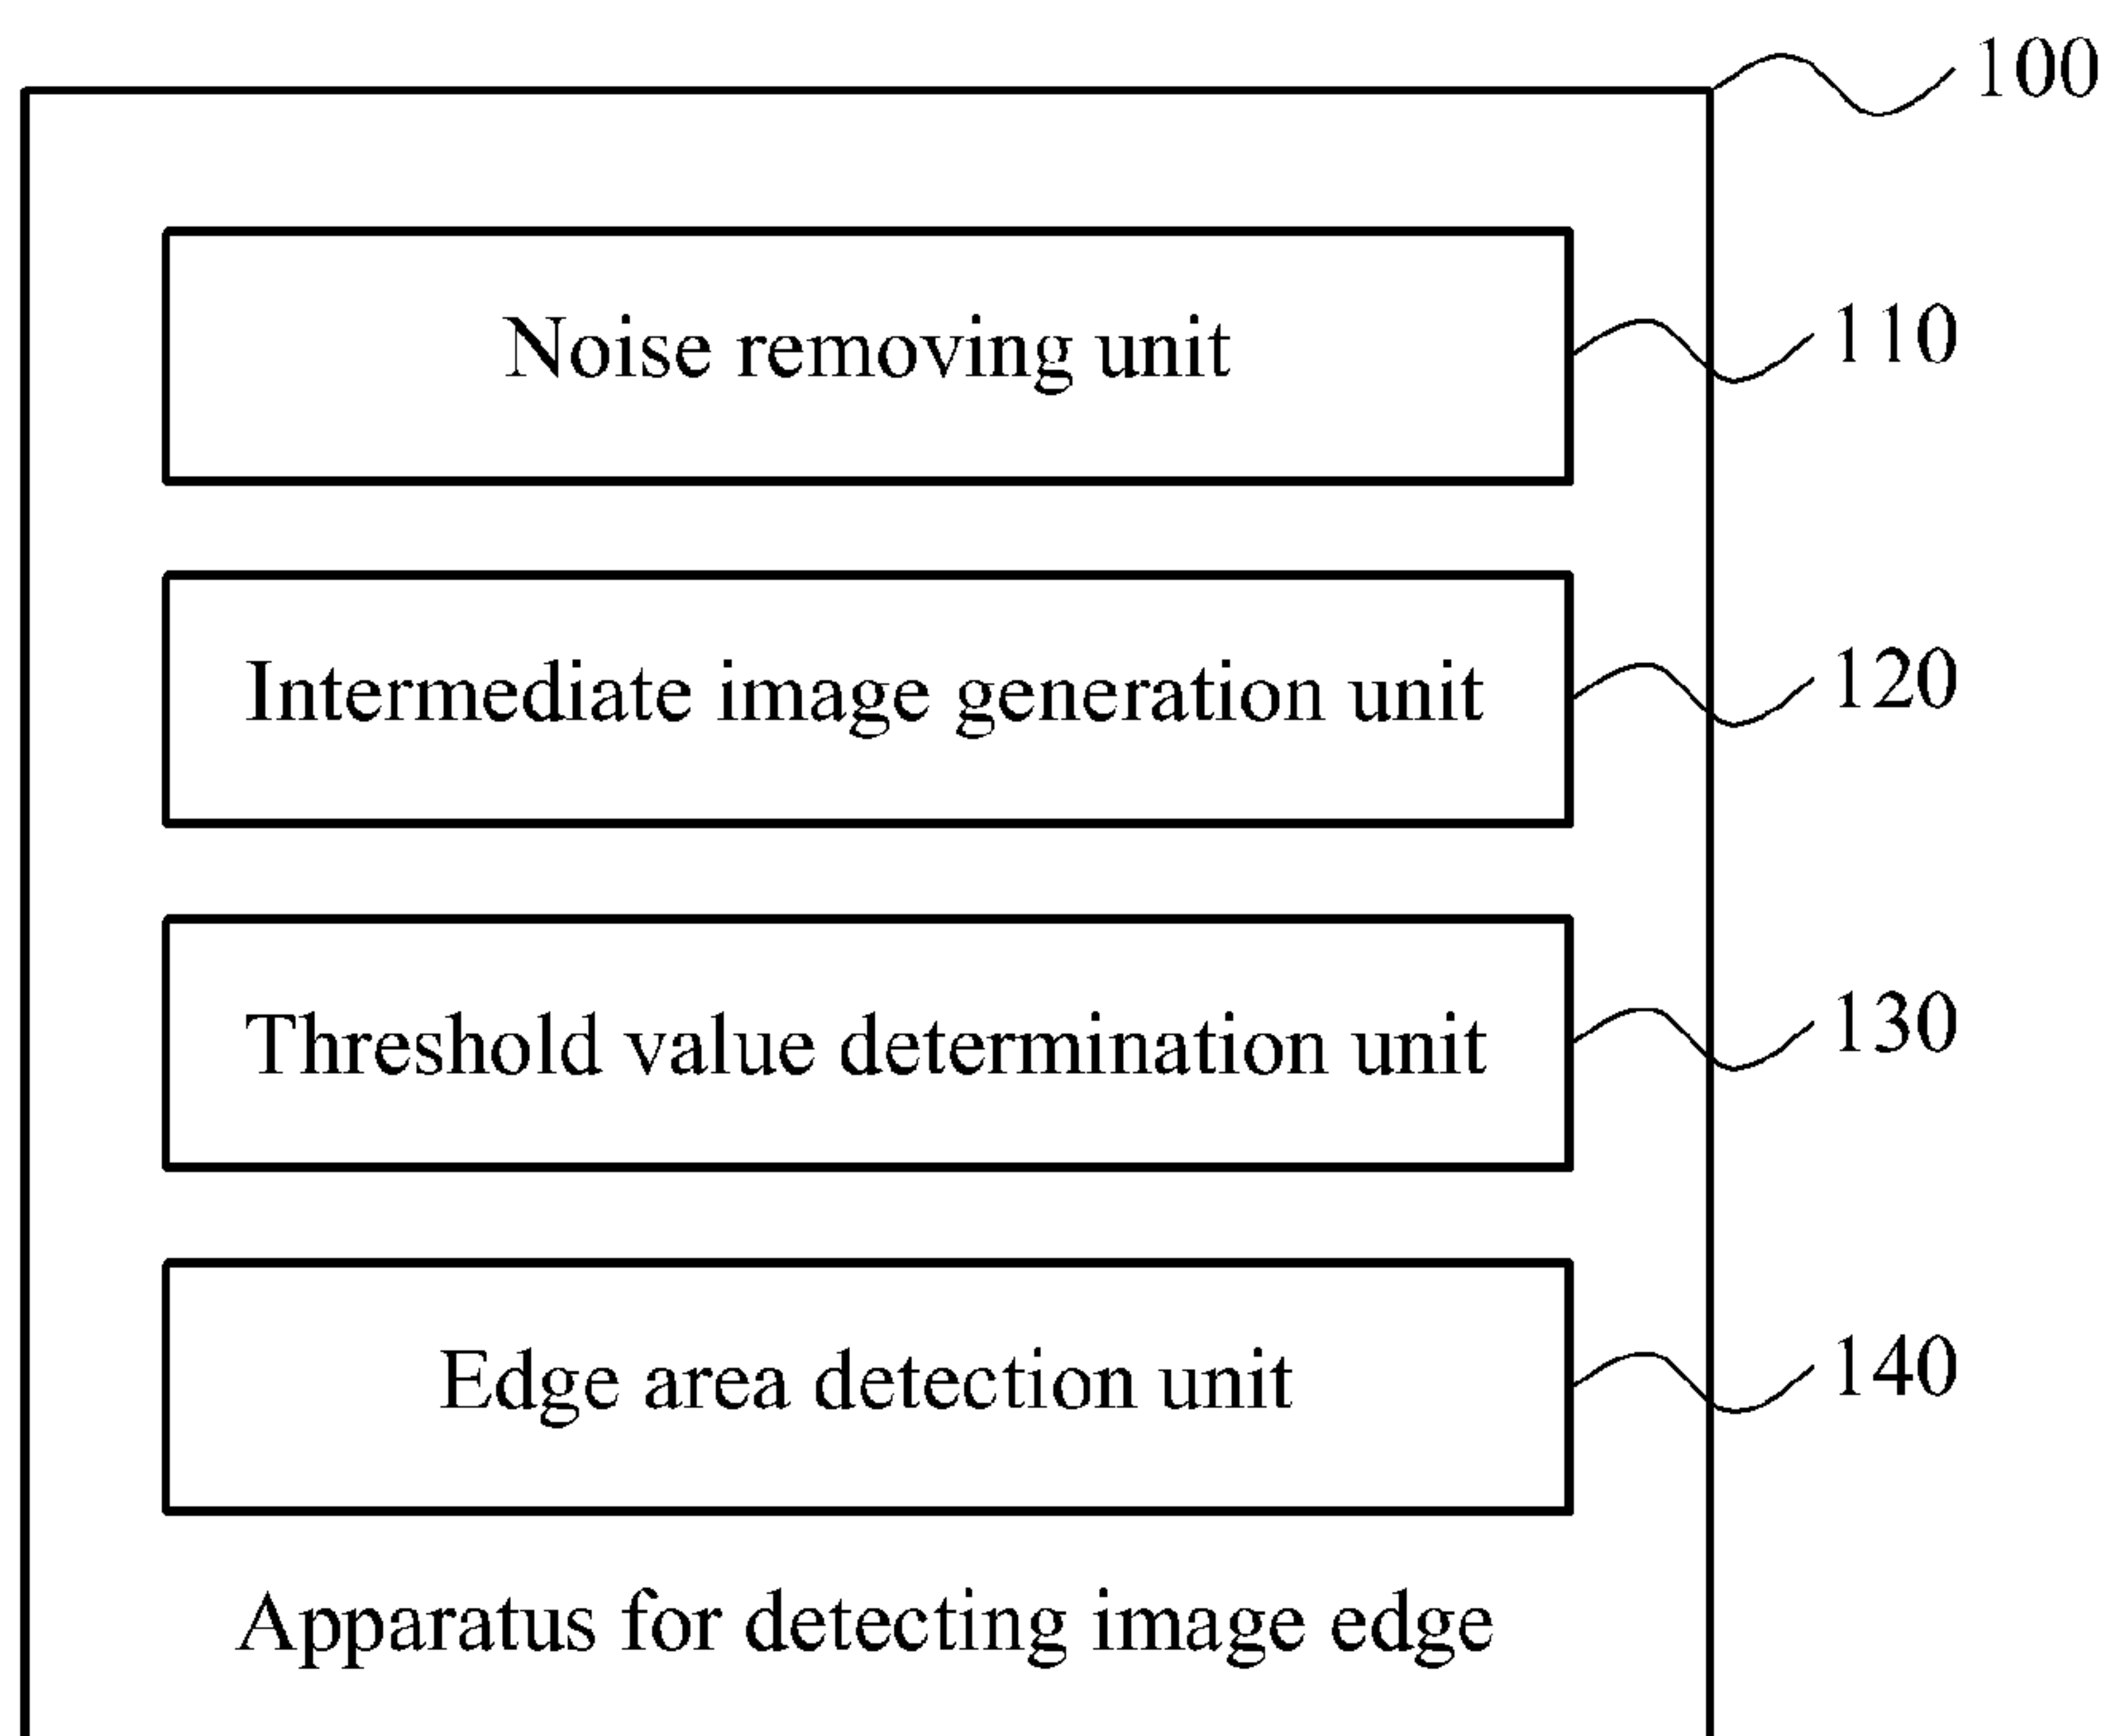 100
Noise removing unit
110
Intermediate image generation unit
120
Threshold value determination unit
130
Edge area detection unit
140
Apparatus for detecting image edge